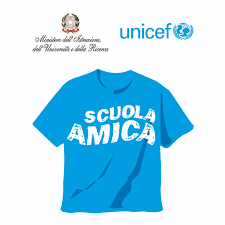 Ministero dell'Istruzione,
dell'Università e della Ricerca
unicef
SCUOLA
AMICA